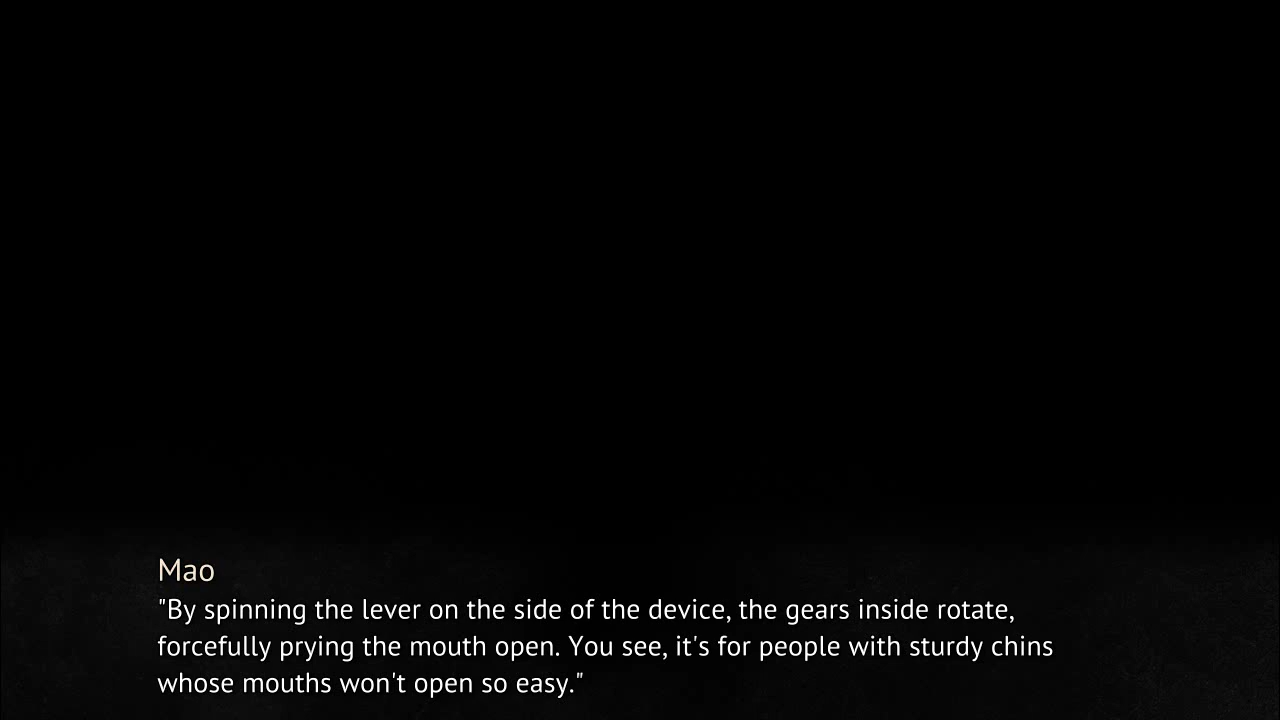 Mao
"By spinning the lever on the side of the device, the gears inside rotate,
forcefully prying the mouth open. You see, it's for people with sturdy chins
whose mouths won't open so easy."